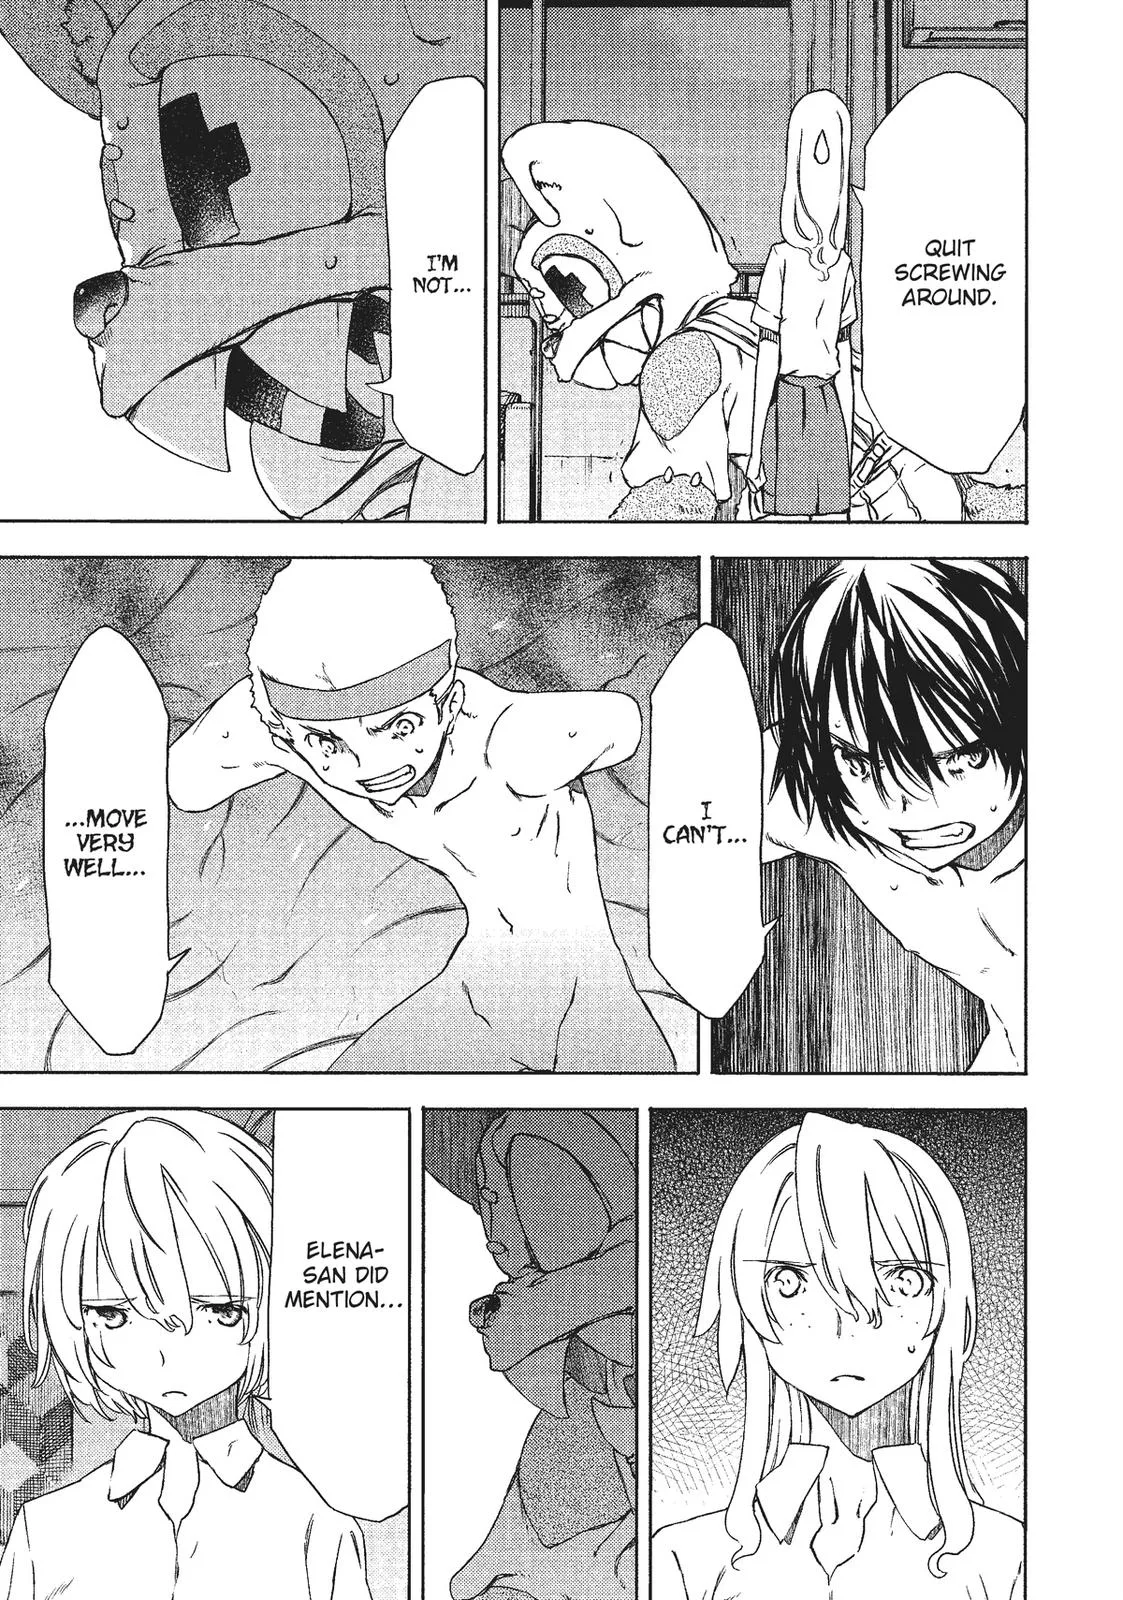 QUIT
SCREWING
AROUND.
I'M
NOT...
I
CAN'T...
...MOVE
VERY
WELL...
ELENA-
SAN DID
MENTION...